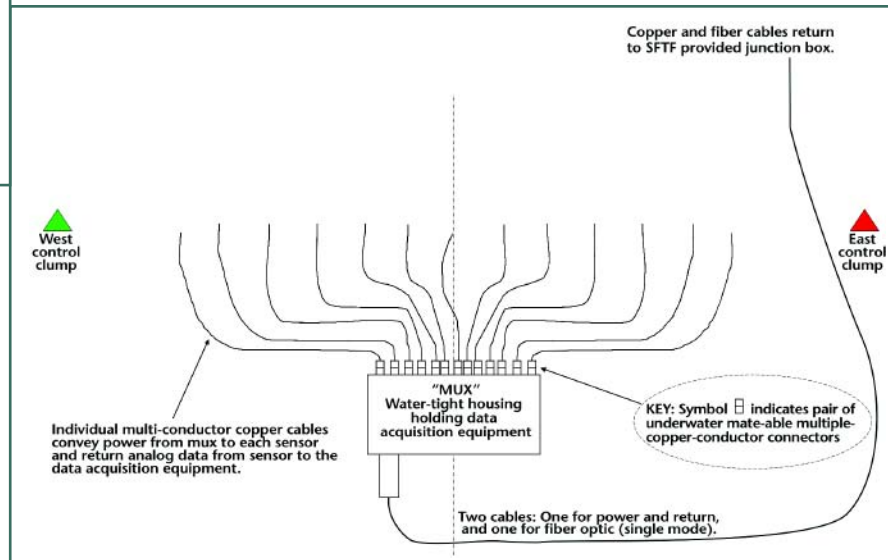 Copper and fiber cables return
to SFTF provided junction box.
West
control
clump
East
control
clump
"MUX"
Water-tight housing
holding data
acquisition equipment
KEY: Symbol indicates pair of
underwater mate-able multiple-
copper-conductor connectors
Individual multi-conductor copper cables
convey power from mux to each sensor
and return analog data from sensor to the
data acquisition equipment.
Two cables: One for power and return,
and one for fiber optic (single mode).